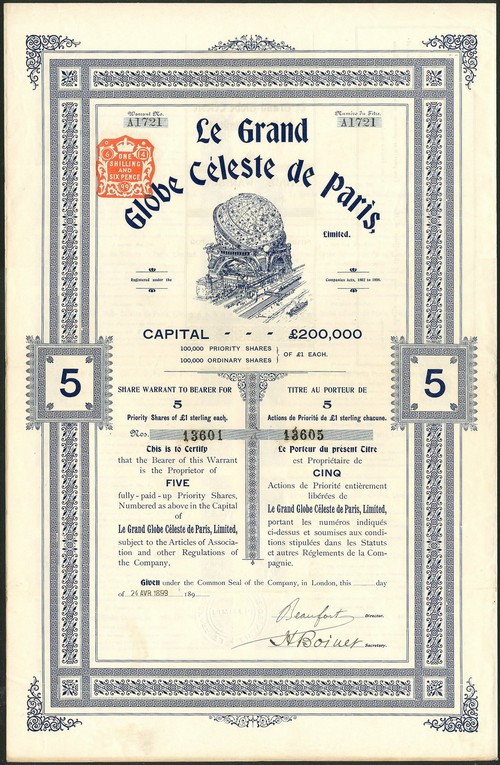 Warrant No.
A1721
Numéro du Titre.
A1721
Le Grand
Globe Céleste de Paris,
Limited.
ONE
SHILLING
AND
SIX PENCE
Registered under the
Companies Acts, 1862 to 1898.
CAPITAL - - - £200,000
100,000 PRIORITY SHARES
100,000 ORDINARY SHARES
OF £1 EACH.
5
5
SHARE WARRANT TO BEARER FOR
5
Priority Shares of £1 sterling each.
TITRE AU PORTEUR DE
5
Actions de Priorité de £1 sterling chacune.
Nos. 13601 13605
This is to Certify
that the Bearer of this Warrant
is the Proprietor of
FIVE
fully-paid-up Priority Shares,
Numbered as above in the Capital
of
Le Grand Globe Céleste de Paris, Limited,
subject to the Articles of Associa-
tion and other Regulations of
the Company.
Le Porteur du présent Titre
est Propriétaire de
CINQ
Actions de Priorité entièrement
libérées de
Le Grand Globe Céleste de Paris, Limited,
portant les numéros indiqués
ci-dessus et soumises aux condi-
tions stipulées dans les Statuts
et autres Réglements de la Com-
pagnie.
Given under the Common Seal of the Company, in London, this day
of 24 AVR. 1899 189
Beaufort Director.
H Boinet Secretary.